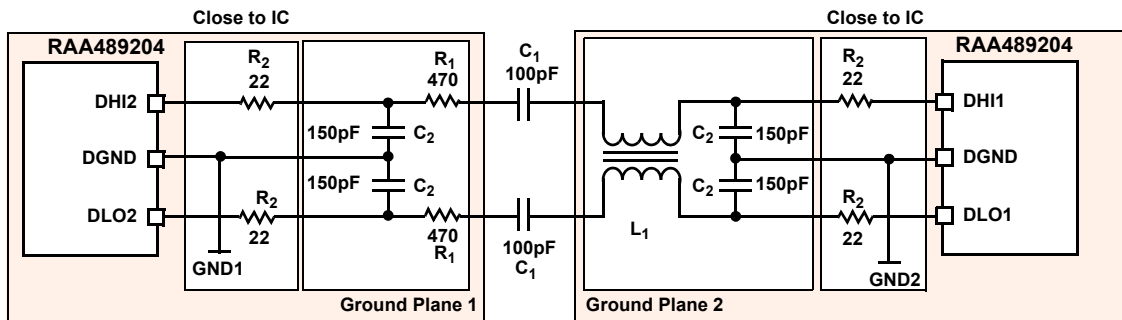 Close to IC
Close to IC
RAA489204
RAA489204
R2
22
R1
470
C1
100pF
R2
22
DHI2
DHI1
150pF
C2
C2
150pF
DGND
DGND
150pF
C2
C2
150pF
R2
R2
DLO2
DLO1
22
470
R1
100pF
C1
L1
22
GND1
GND2
Ground Plane 1
Ground Plane 2